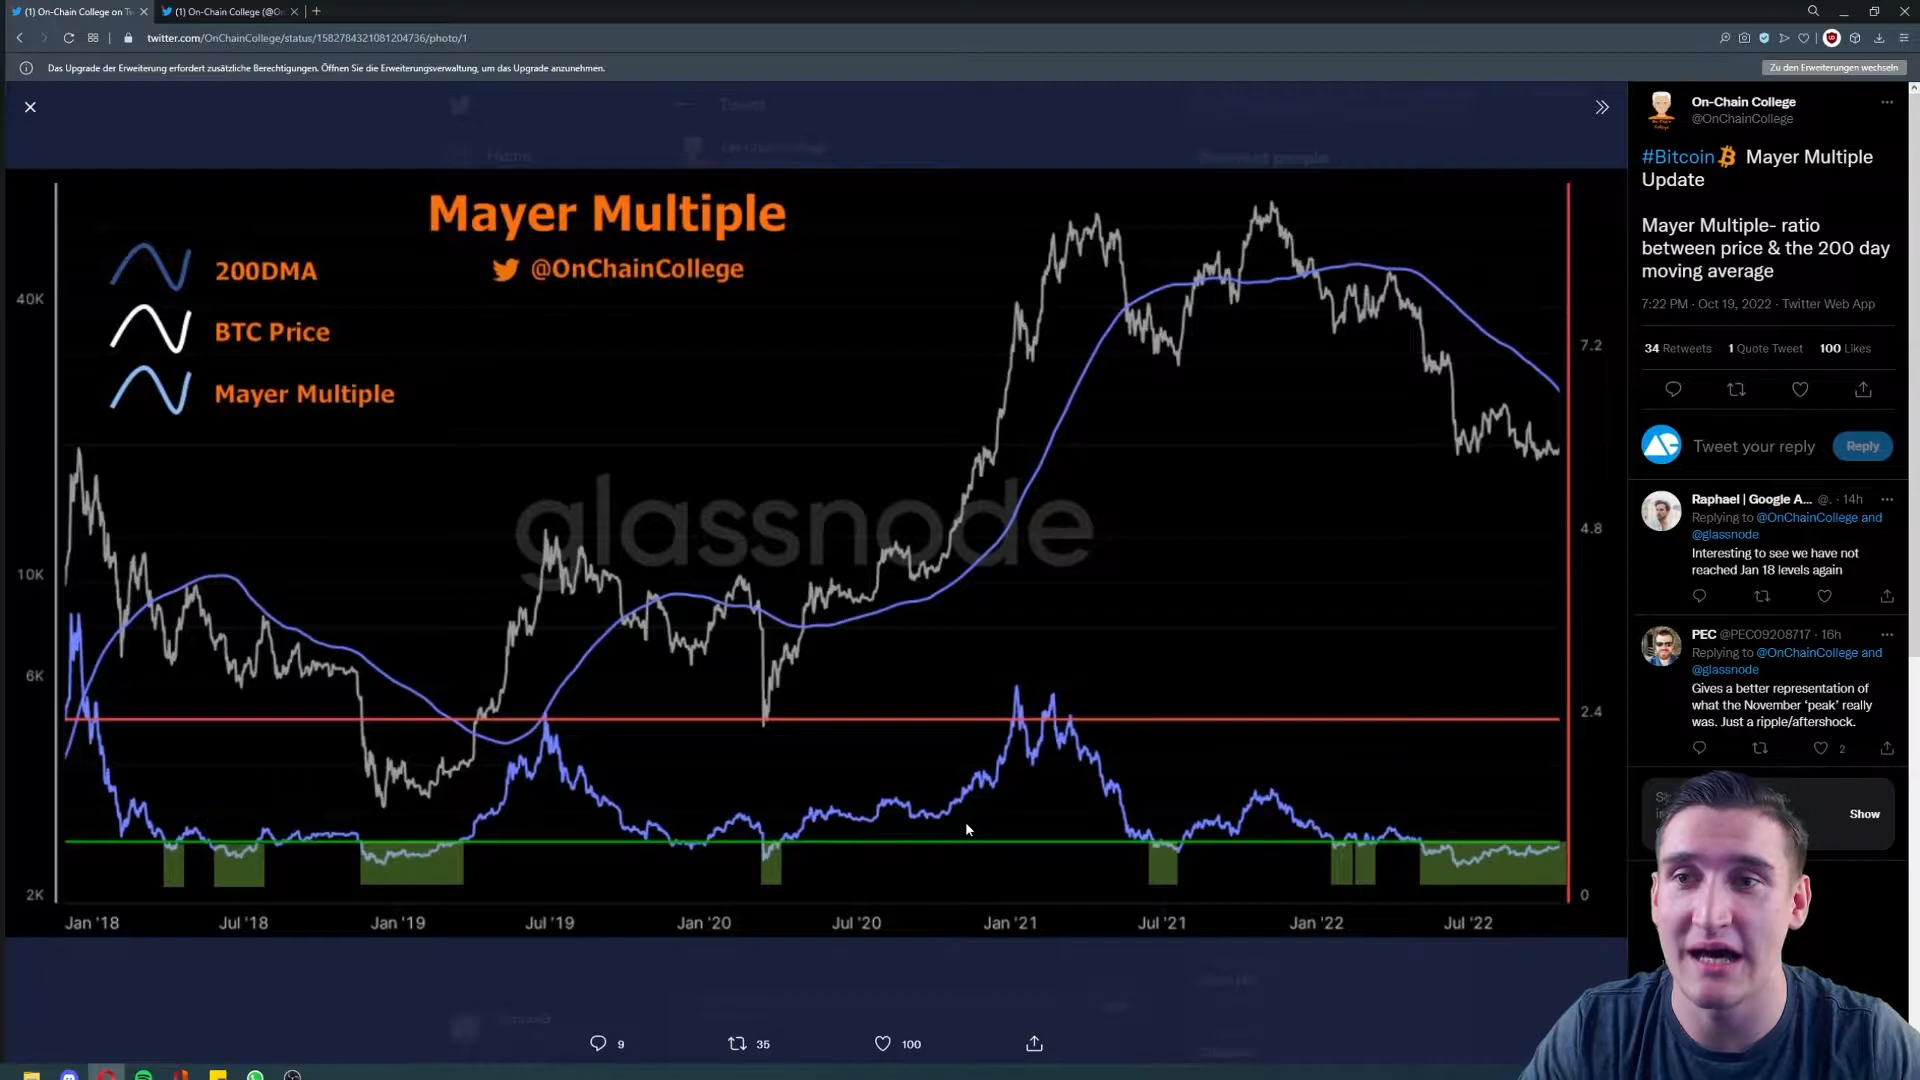 (1) On-Chain College on Tw
(1) On-Chain College (@On
twitter.com/OnChainCollege/status/1582784321081204736/photo/1
Das Upgrade der Erweiterung erfordert zusätzliche Berechtigungen. Öffnen Sie die Erweiterungsverwaltung, um das Upgrade anzunehmen.
Zu den Erweiterungen wechseln
Tweet
Home
Mayer Multiple
@OnChainCollege
200DMA
BTC Price
Mayer Multiple
glassnode
40K
10K
6K
2K
7.2
4.8
2.4
0
Jan '18
Jul '18
Jan '19
Jul '19
Jan '20
Jul '20
Jan '21
Jul '21
Jan '22
Jul '22
9
35
100
On-Chain College
@OnChainCollege
#Bitcoin Mayer Multiple
Update
Mayer Multiple- ratio
between price & the 200 day
moving average
7:22 PM · Oct 19, 2022 · Twitter Web App
34 Retweets 1 Quote Tweet 100 Likes
Tweet your reply
Reply
Raphael | Google A... @. · 14h
Replying to @OnChainCollege and
@glassnode
Interesting to see we have not
reached Jan 18 levels again
PEC @PEC09208717 · 16h
Replying to @OnChainCollege and
@glassnode
Gives a better representation of
what the November ‘peak’ really
was. Just a ripple/aftershock.
2
Show